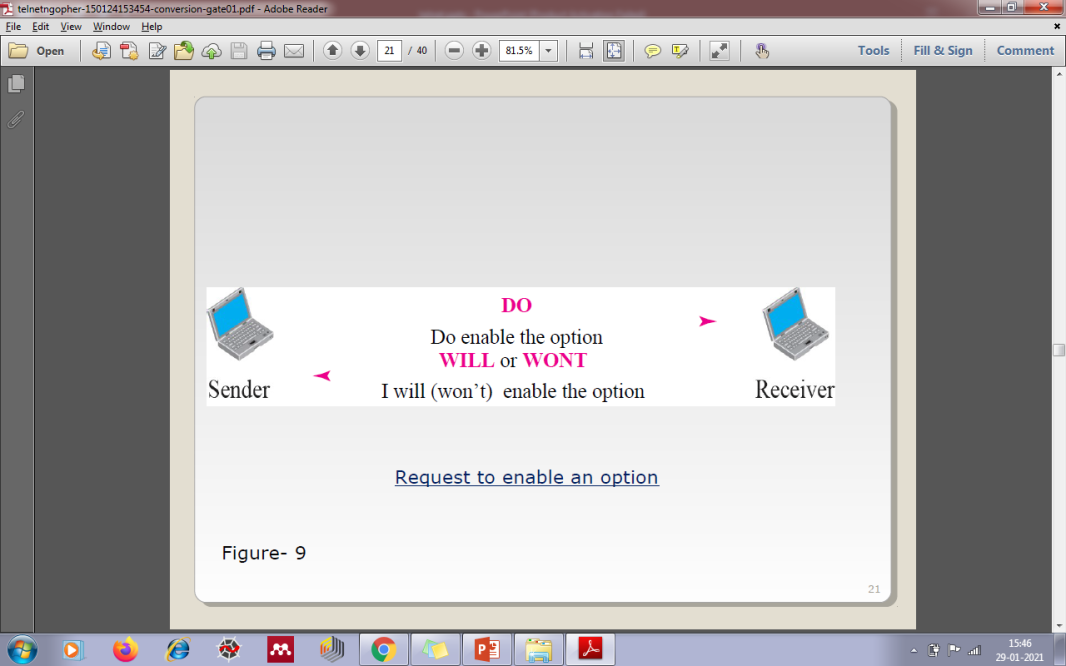 telnetngopher-150124153454-conversion-gate01.pdf - Adobe Reader
File Edit View Window Help
Open 21 / 40 81.5% Tools Fill & Sign Comment
DO
Do enable the option
WILL or WONT
I will (won't) enable the option
Sender Receiver
Request to enable an option
Figure- 9
21
15:46
29-01-2021